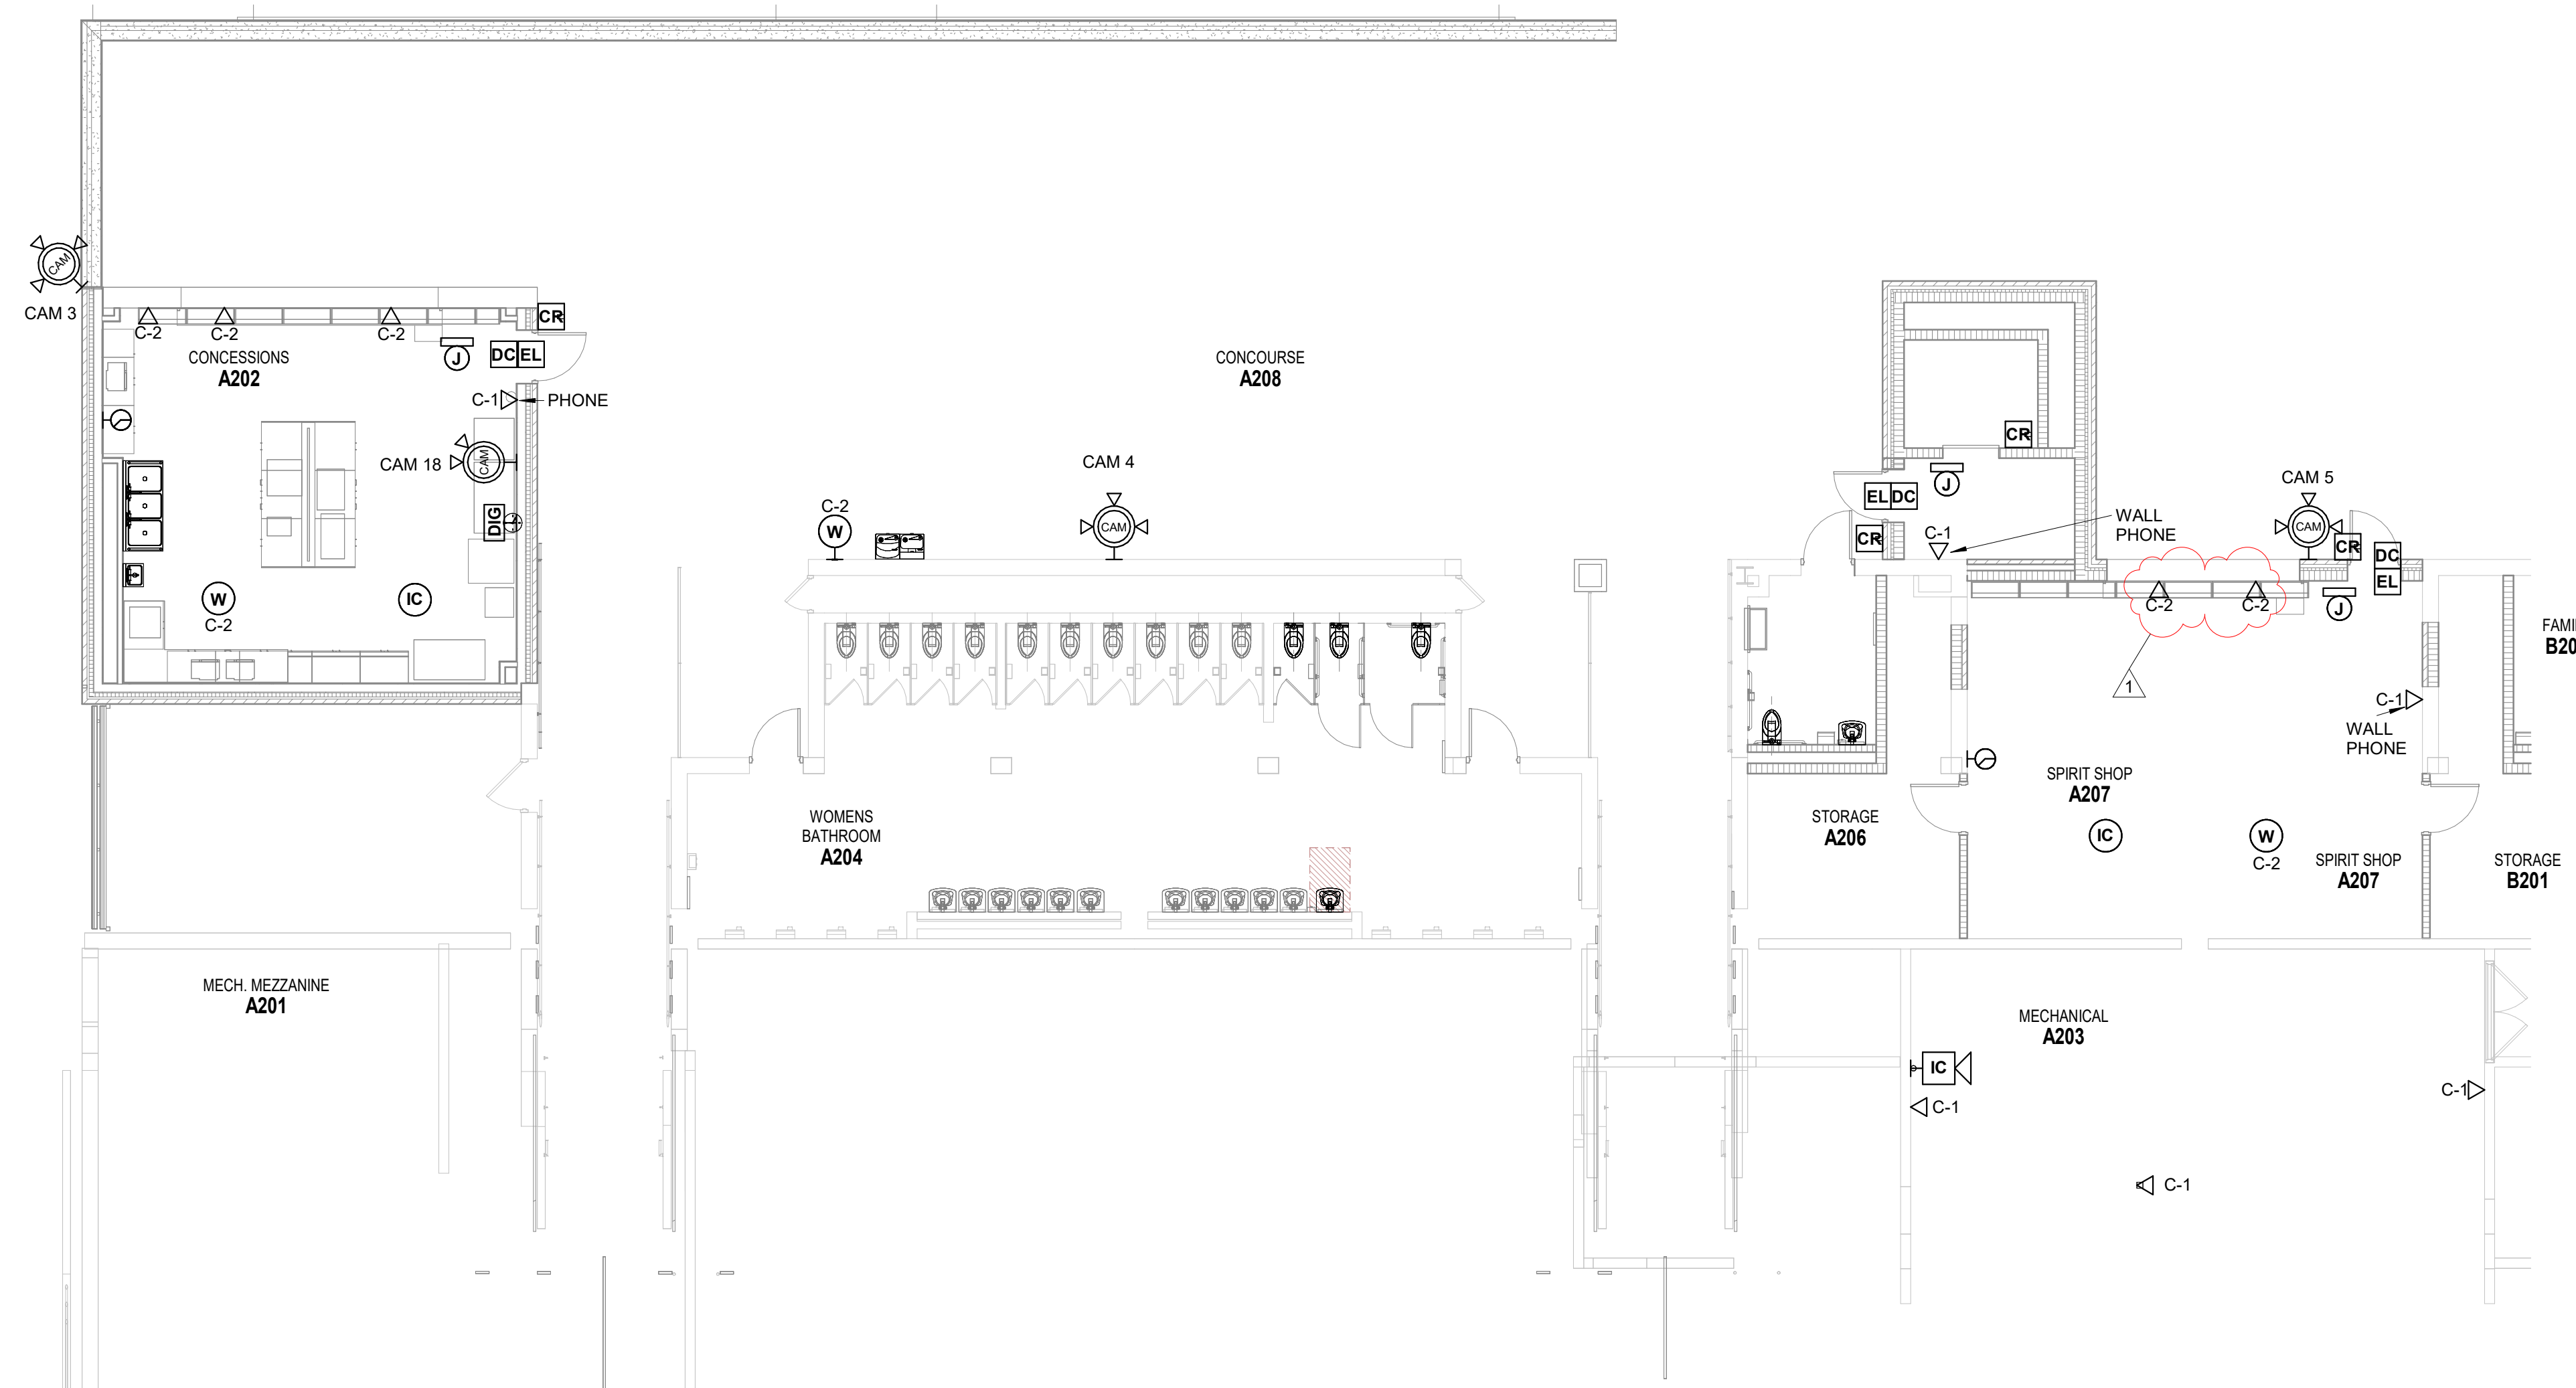 CAM
CAM 3
C-2
C-2
C-2
CONCESSIONS
A202
J
CR
DC EL
C-1
PHONE
CAM 18
CAM
DIG
W
C-2
IC
CONCOURSE
A208
CAM 4
CAM
C-2
W
WOMENS
BATHROOM
A204
MECH. MEZZANINE
A201
CR
J
EL DC
CR
C-1
WALL
PHONE
CAM 5
CAM
CR
DC
EL
J
C-2
C-2
1
C-1
WALL
PHONE
SPIRIT SHOP
A207
IC
W
C-2
SPIRIT SHOP
A207
STORAGE
A206
STORAGE
B201
MECHANICAL
A203
IC
C-1
C-1
C-1